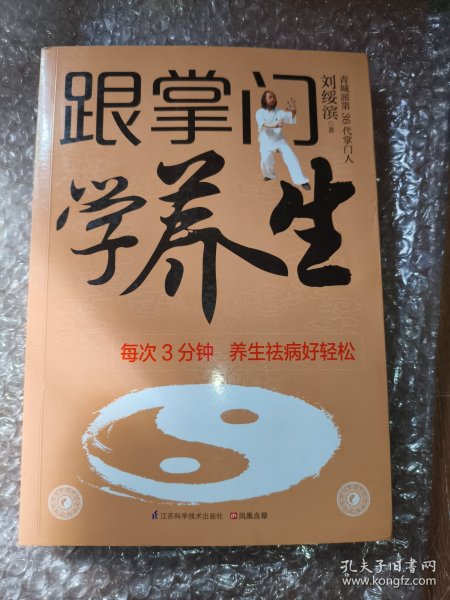 跟掌门
学养生
青城派第36代掌门人
刘绥滨 著
每次3分钟 养生祛病好轻松
江苏科学技术出版社 凤凰含章
孔夫子旧书网
www.kongfz.com